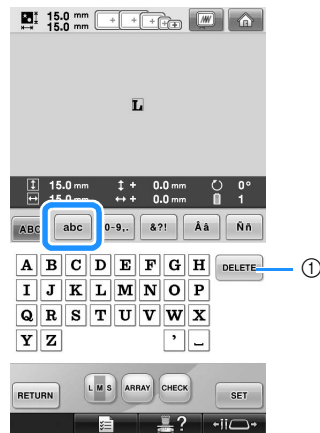 15.0 mm
15.0 mm
L
15.0 mm + 0.0 mm 0°
15.0 mm + 0.0 mm 1
ABC abc 0-9,. &?! Ââ Ññ
A B C D E F G H DELETE ①
I J K L M N O P
Q R S T U V W X
Y Z ' _
RETURN L M S ARRAY CHECK SET
?